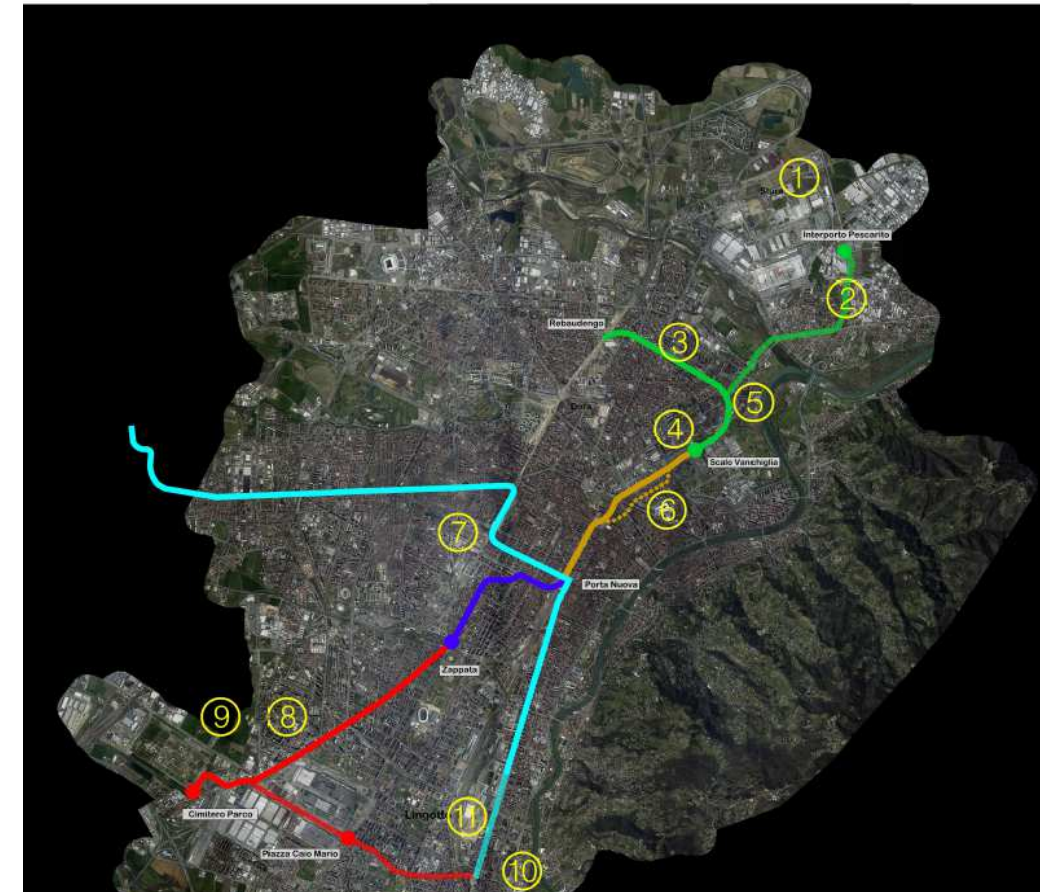 1
Stura
Interporto Pescarito
2
Rebaudengo
3
Dora
5
4
Scalo Vanchiglia
6
7
Porta Nuova
Zappata
9
8
Cimitero Parco
11
Lingotto
Piazza Caio Mario
10